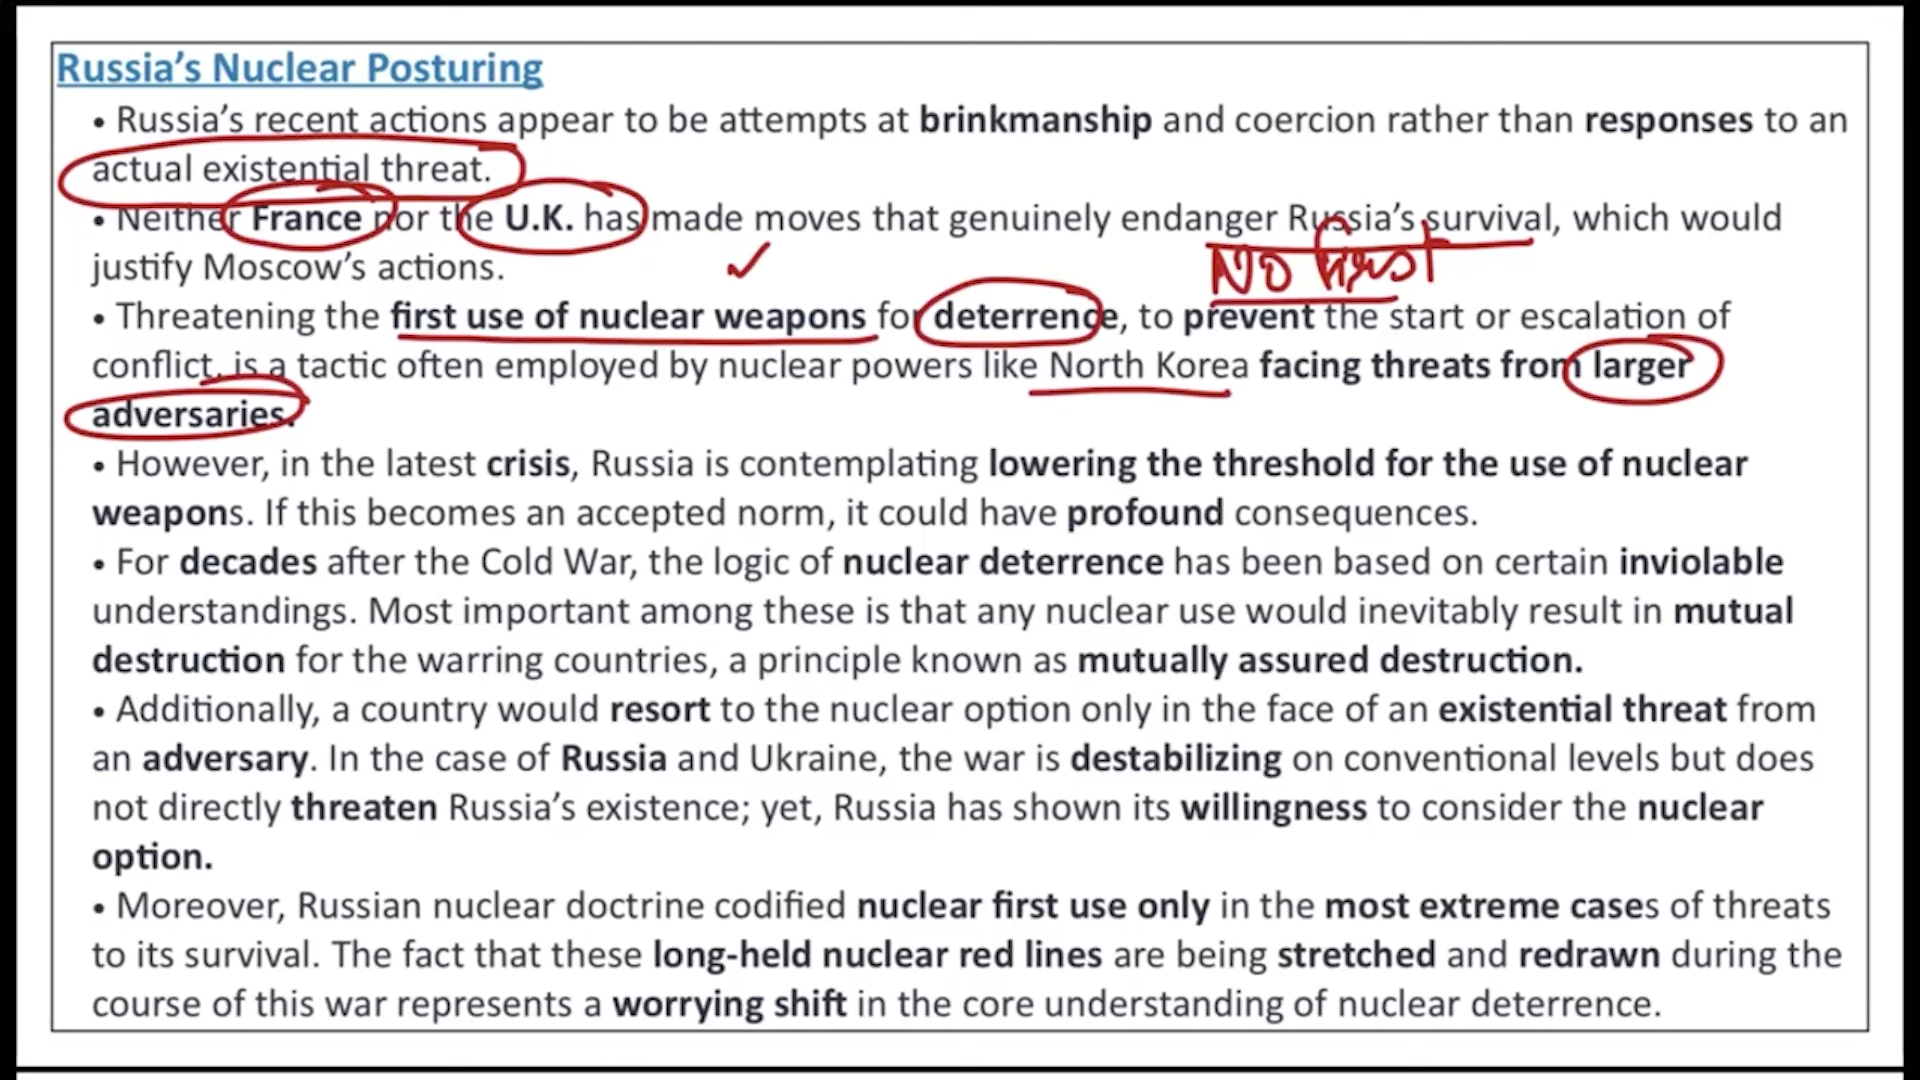 Russia's Nuclear Posturing
• Russia's recent actions appear to be attempts at brinkmanship and coercion rather than responses to an
actual existential threat.
• Neither France nor the U.K. has made moves that genuinely endanger Russia's survival, which would
justify Moscow's actions.
No first
• Threatening the first use of nuclear weapons for deterrence, to prevent the start or escalation of
conflict, is a tactic often employed by nuclear powers like North Korea facing threats from larger
adversaries.
• However, in the latest crisis, Russia is contemplating lowering the threshold for the use of nuclear
weapons. If this becomes an accepted norm, it could have profound consequences.
• For decades after the Cold War, the logic of nuclear deterrence has been based on certain inviolable
understandings. Most important among these is that any nuclear use would inevitably result in mutual
destruction for the warring countries, a principle known as mutually assured destruction.
• Additionally, a country would resort to the nuclear option only in the face of an existential threat from
an adversary. In the case of Russia and Ukraine, the war is destabilizing on conventional levels but does
not directly threaten Russia's existence; yet, Russia has shown its willingness to consider the nuclear
option.
• Moreover, Russian nuclear doctrine codified nuclear first use only in the most extreme cases of threats
to its survival. The fact that these long-held nuclear red lines are being stretched and redrawn during the
course of this war represents a worrying shift in the core understanding of nuclear deterrence.